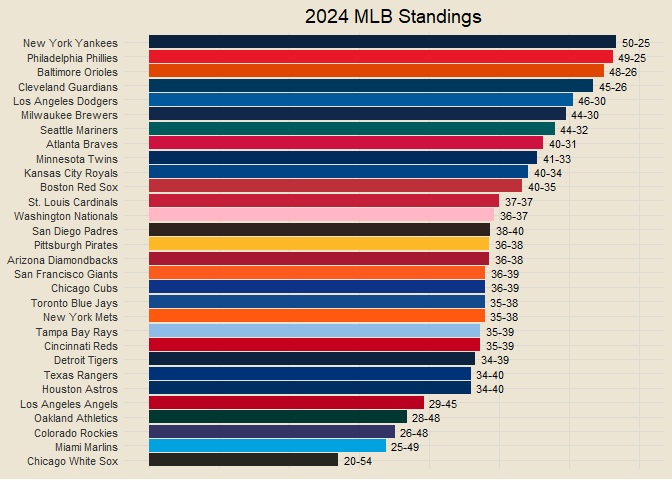 2024 MLB Standings
New York Yankees 50-25
Philadelphia Phillies 49-25
Baltimore Orioles 48-26
Cleveland Guardians 45-26
Los Angeles Dodgers 46-30
Milwaukee Brewers 44-30
Seattle Mariners 44-32
Atlanta Braves 40-31
Minnesota Twins 41-33
Kansas City Royals 40-34
Boston Red Sox 40-35
St. Louis Cardinals 37-37
Washington Nationals 36-37
San Diego Padres 38-40
Pittsburgh Pirates 36-38
Arizona Diamondbacks 36-38
San Francisco Giants 36-39
Chicago Cubs 36-39
Toronto Blue Jays 35-38
New York Mets 35-38
Tampa Bay Rays 35-39
Cincinnati Reds 35-39
Detroit Tigers 34-39
Texas Rangers 34-40
Houston Astros 34-40
Los Angeles Angels 29-45
Oakland Athletics 28-48
Colorado Rockies 26-48
Miami Marlins 25-49
Chicago White Sox 20-54